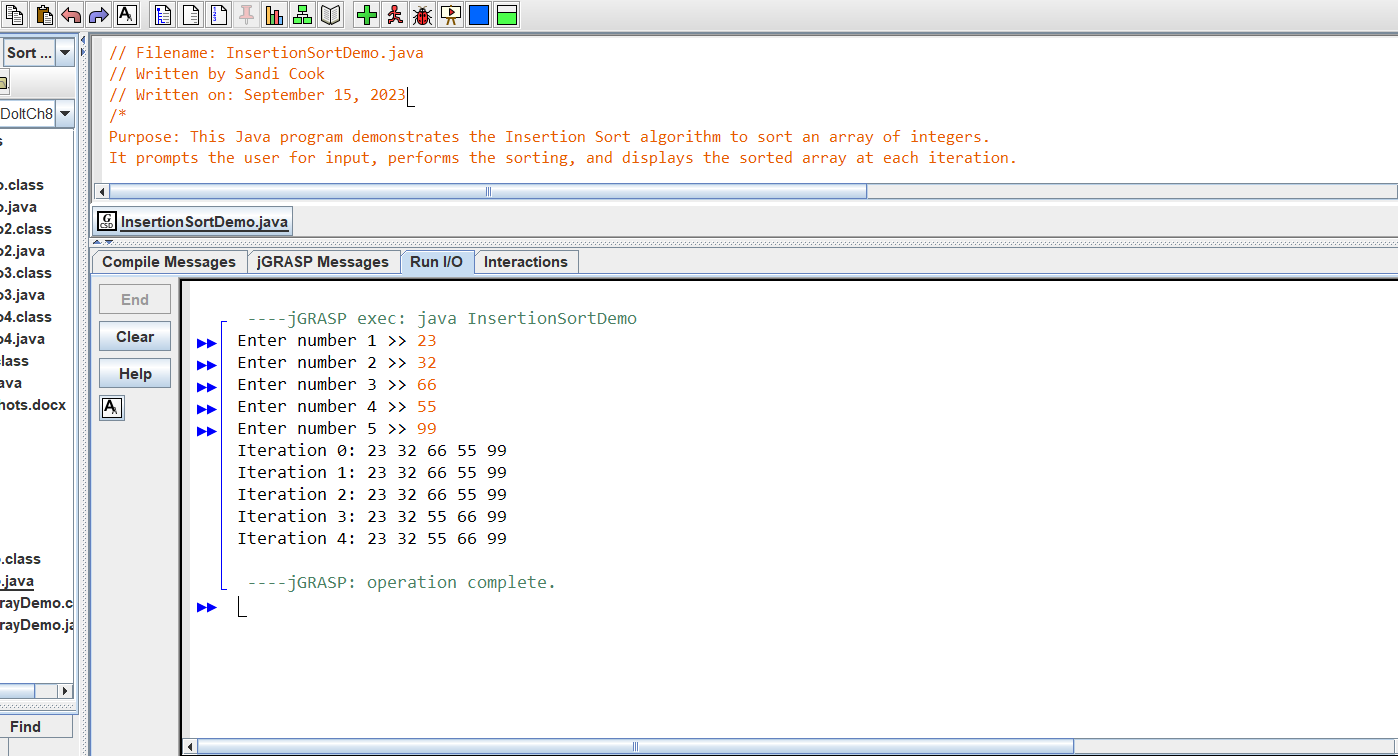 Sort ...
DoItCh8
s
o.class
o.java
o2.class
o2.java
o3.class
o3.java
o4.class
o4.java
lass
ava
hots.docx
.class
.java
rayDemo.c
rayDemo.ja
Find
// Filename: InsertionSortDemo.java
// Written by Sandi Cook
// Written on: September 15, 2023
/*
Purpose: This Java program demonstrates the Insertion Sort algorithm to sort an array of integers.
It prompts the user for input, performs the sorting, and displays the sorted array at each iteration.
G CSD InsertionSortDemo.java
Compile Messages jGRASP Messages Run I/O Interactions
End
Clear
Help
----jGRASP exec: java InsertionSortDemo
Enter number 1 >> 23
Enter number 2 >> 32
Enter number 3 >> 66
Enter number 4 >> 55
Enter number 5 >> 99
Iteration 0: 23 32 66 55 99
Iteration 1: 23 32 66 55 99
Iteration 2: 23 32 66 55 99
Iteration 3: 23 32 55 66 99
Iteration 4: 23 32 55 66 99
----jGRASP: operation complete.